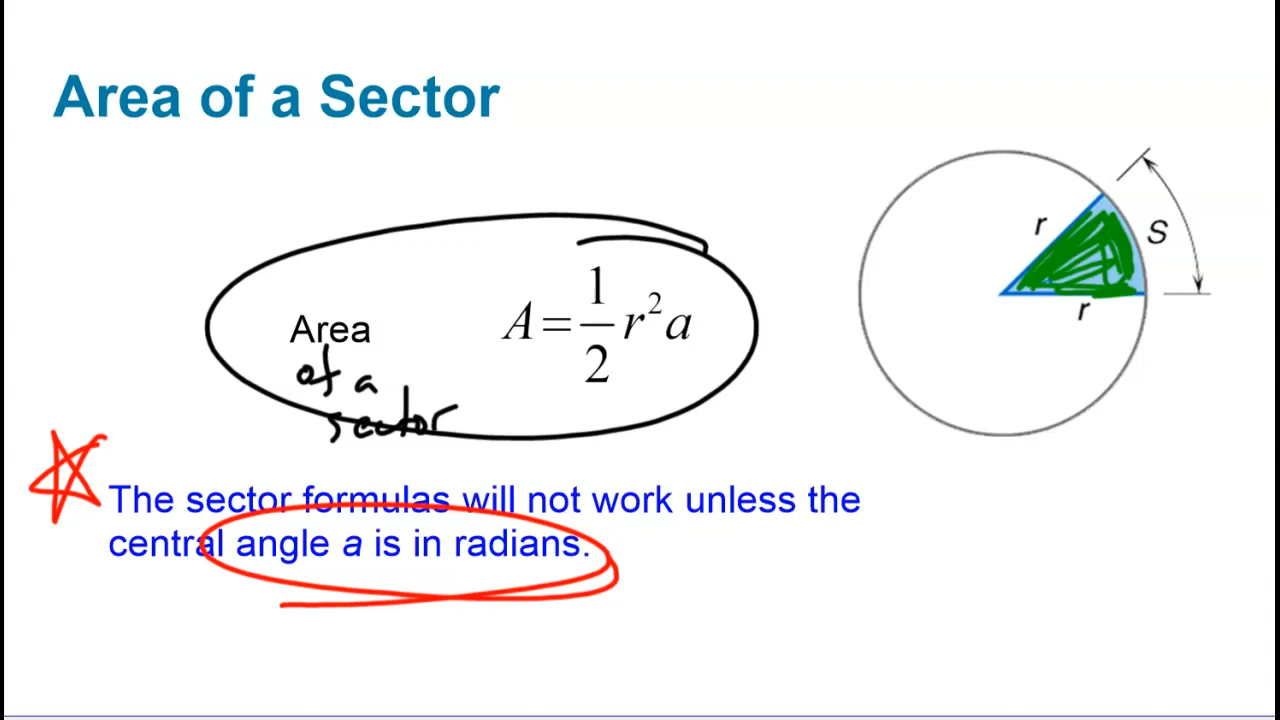 Area of a Sector
Area
of a
sector
A = \frac{1}{2} r^2 a
r
S
r
The sector formulas will not work unless the
central angle a is in radians.